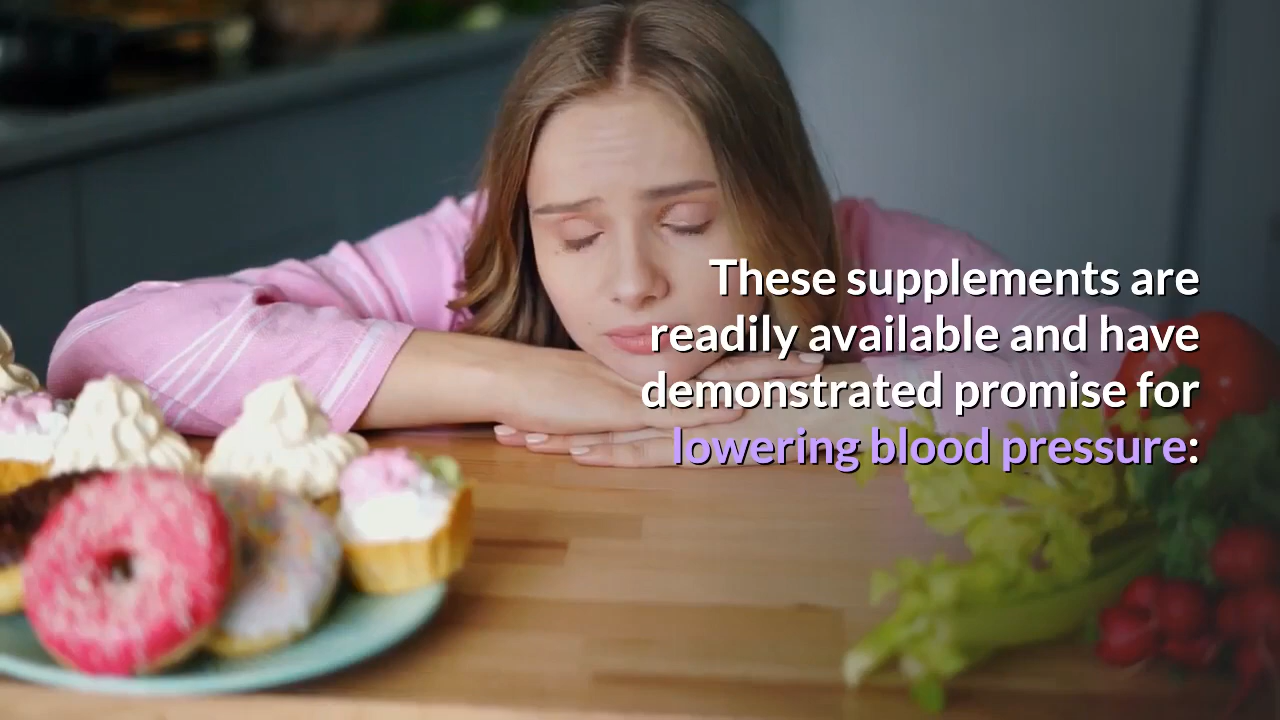 These supplements are
readily available and have
demonstrated promise for
lowering blood pressure: